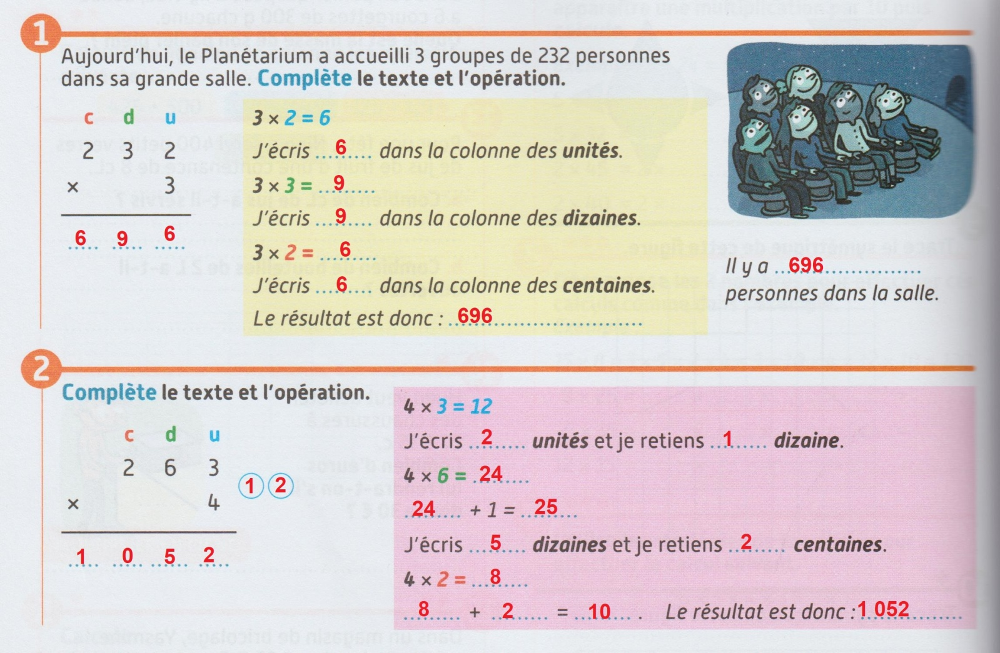 1
Aujourd'hui, le Planétarium a accueilli 3 groupes de 232 personnes
dans sa grande salle. Complète le texte et l'opération.
c d u
2 3 2
× 3
6 9 6
3 × 2 = 6
J'écris 6 dans la colonne des unités.
3 × 3 = 9
J'écris 9 dans la colonne des dizaines.
3 × 2 = 6
J'écris 6 dans la colonne des centaines.
Le résultat est donc : 696
Il y a 696
personnes dans la salle.
2
Complète le texte et l'opération.
c d u
2 6 3
1 2
× 4
1 0 5 2
4 × 3 = 12
J'écris 2 unités et je retiens 1 dizaine.
4 × 6 = 24
24 + 1 = 25
J'écris 5 dizaines et je retiens 2 centaines.
4 × 2 = 8
8 + 2 = 10. Le résultat est donc : 1 052